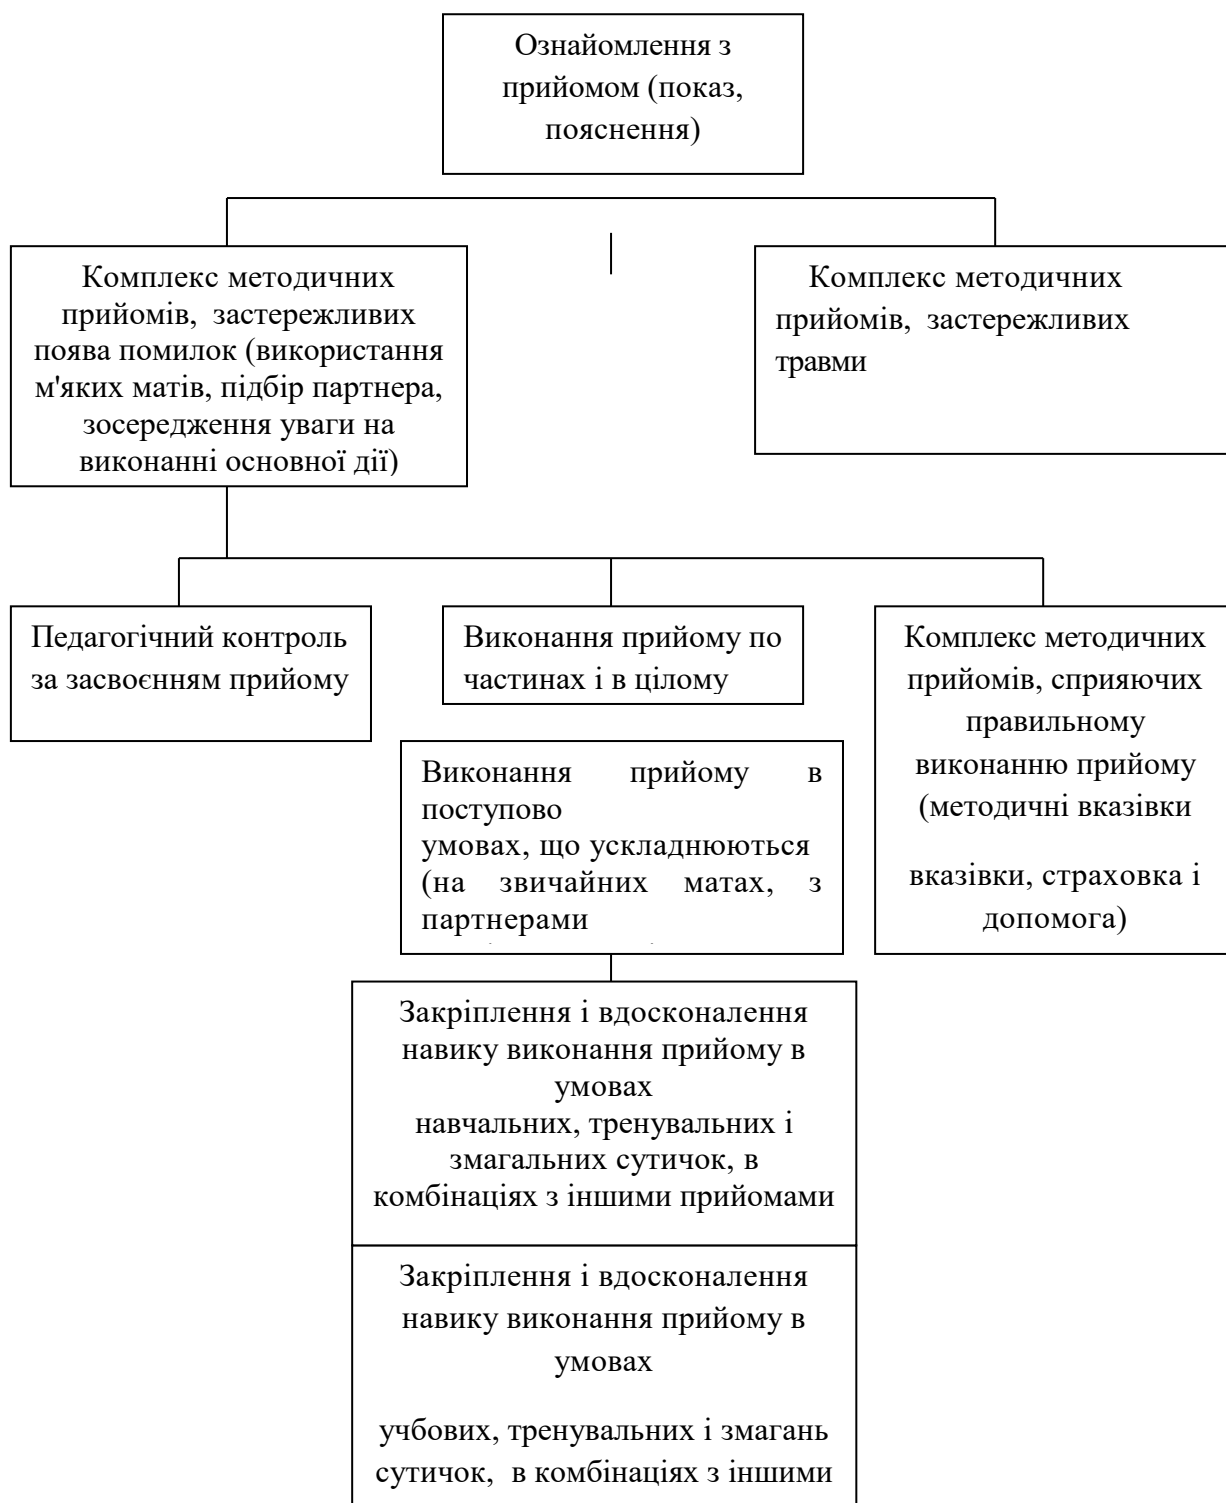 Ознайомлення з
прийомом (показ,
пояснення)
Комплекс методичних
прийомів, застережливих
поява помилок (використання
м'яких матів, підбір партнера,
зосередження уваги на
виконанні основної дії)
Комплекс методичних
прийомів, застережливих
травми
Педагогічний контроль
за засвоєнням прийому
Виконання прийому по
частинах і в цілому
Комплекс методичних
прийомів, сприяючих
правильному
виконанню прийому
(методичні вказівки
вказівки, страховка і
допомога)
Виконання прийому в
поступово
умовах, що ускладнюються
(на звичайних матах, з
партнерами
Закріплення і вдосконалення
навику виконання прийому в
умовах
навчальних, тренувальних і
змагальних сутичок, в
комбінаціях з іншими прийомами
Закріплення і вдосконалення
навику виконання прийому в
умовах
учбових, тренувальних і змагань
сутичок, в комбінаціях з іншими